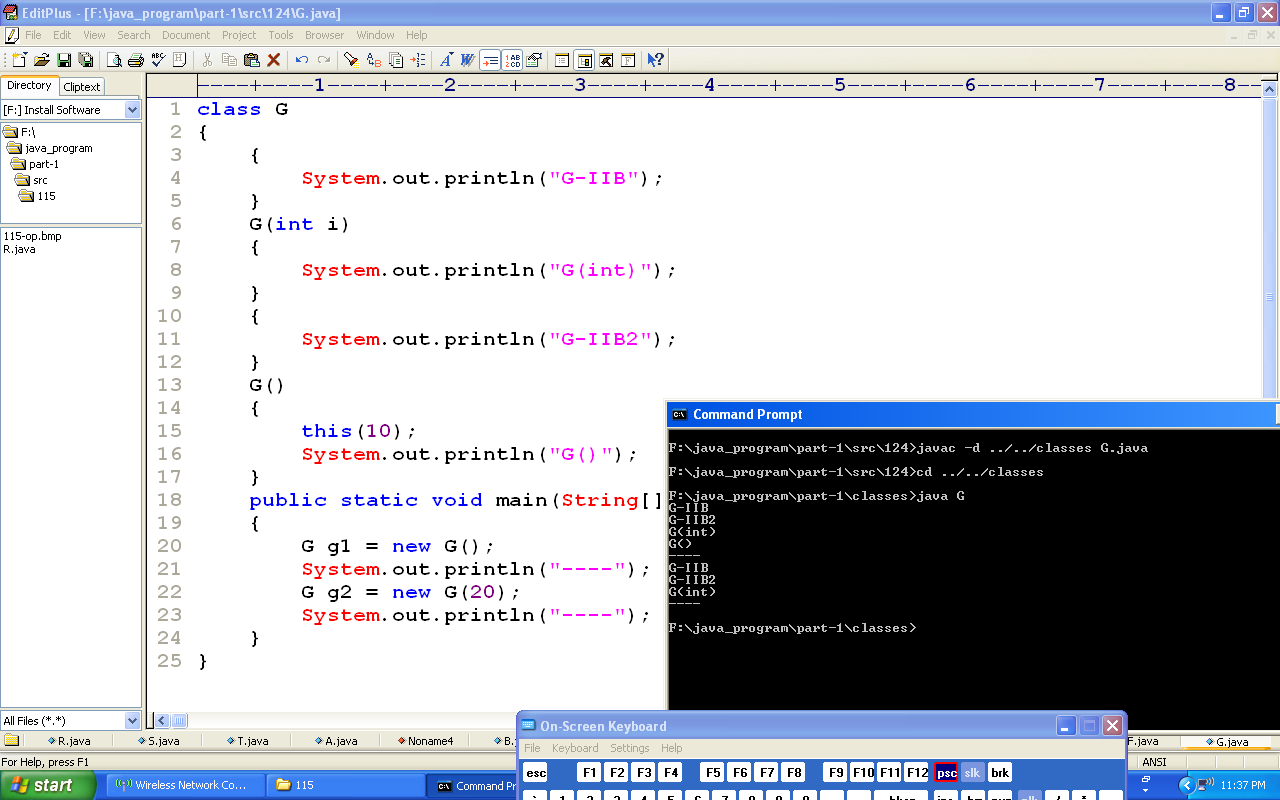 EditPlus - [F:\java_program\part-1\src\124\G.java]
File Edit View Search Document Project Tools Browser Window Help
Directory Cliptext
[F:] Install Software
F:\
java_program
part-1
src
115
115-op.bmp
R.java
All Files (*.*)
----+----1----+----2----+----3----+----4----+----5----+----6----+----7----+----8--
1 class G
2 {
3 {
4 System.out.println("G-IIB");
5 }
6 G(int i)
7 {
8 System.out.println("G(int)");
9 }
10 {
11 System.out.println("G-IIB2");
12 }
13 G()
14 {
15 this(10);
16 System.out.println("G()");
17 }
18 public static void main(String[]
19 {
20 G g1 = new G();
21 System.out.println("----");
22 G g2 = new G(20);
23 System.out.println("----");
24 }
25 }
Command Prompt
F:\java_program\part-1\src\124>javac -d ../../classes G.java
F:\java_program\part-1\src\124>cd ../../classes
F:\java_program\part-1\classes>java G
G-IIB
G-IIB2
G(int)
G()
----
G-IIB
G-IIB2
G(int)
----
F:\java_program\part-1\classes>
On-Screen Keyboard
File Keyboard Settings Help
esc F1 F2 F3 F4 F5 F6 F7 F8 F9 F10 F11 F12 psc slk brk
R.java S.java T.java A.java Noname4 B. F.java G.java
For Help, press F1
ANSI
start Wireless Network Co... 115 Command Pr
11:37 PM